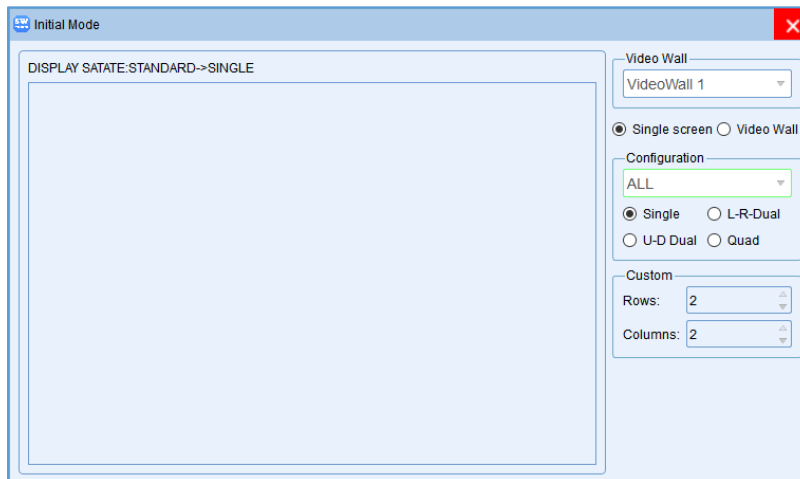 SW
Initial Mode
DISPLAY SATATE:STANDARD->SINGLE
Video Wall
VideoWall 1
Single screen Video Wall
Configuration
ALL
Single L-R-Dual
U-D Dual Quad
Custom
Rows: 2
Columns: 2